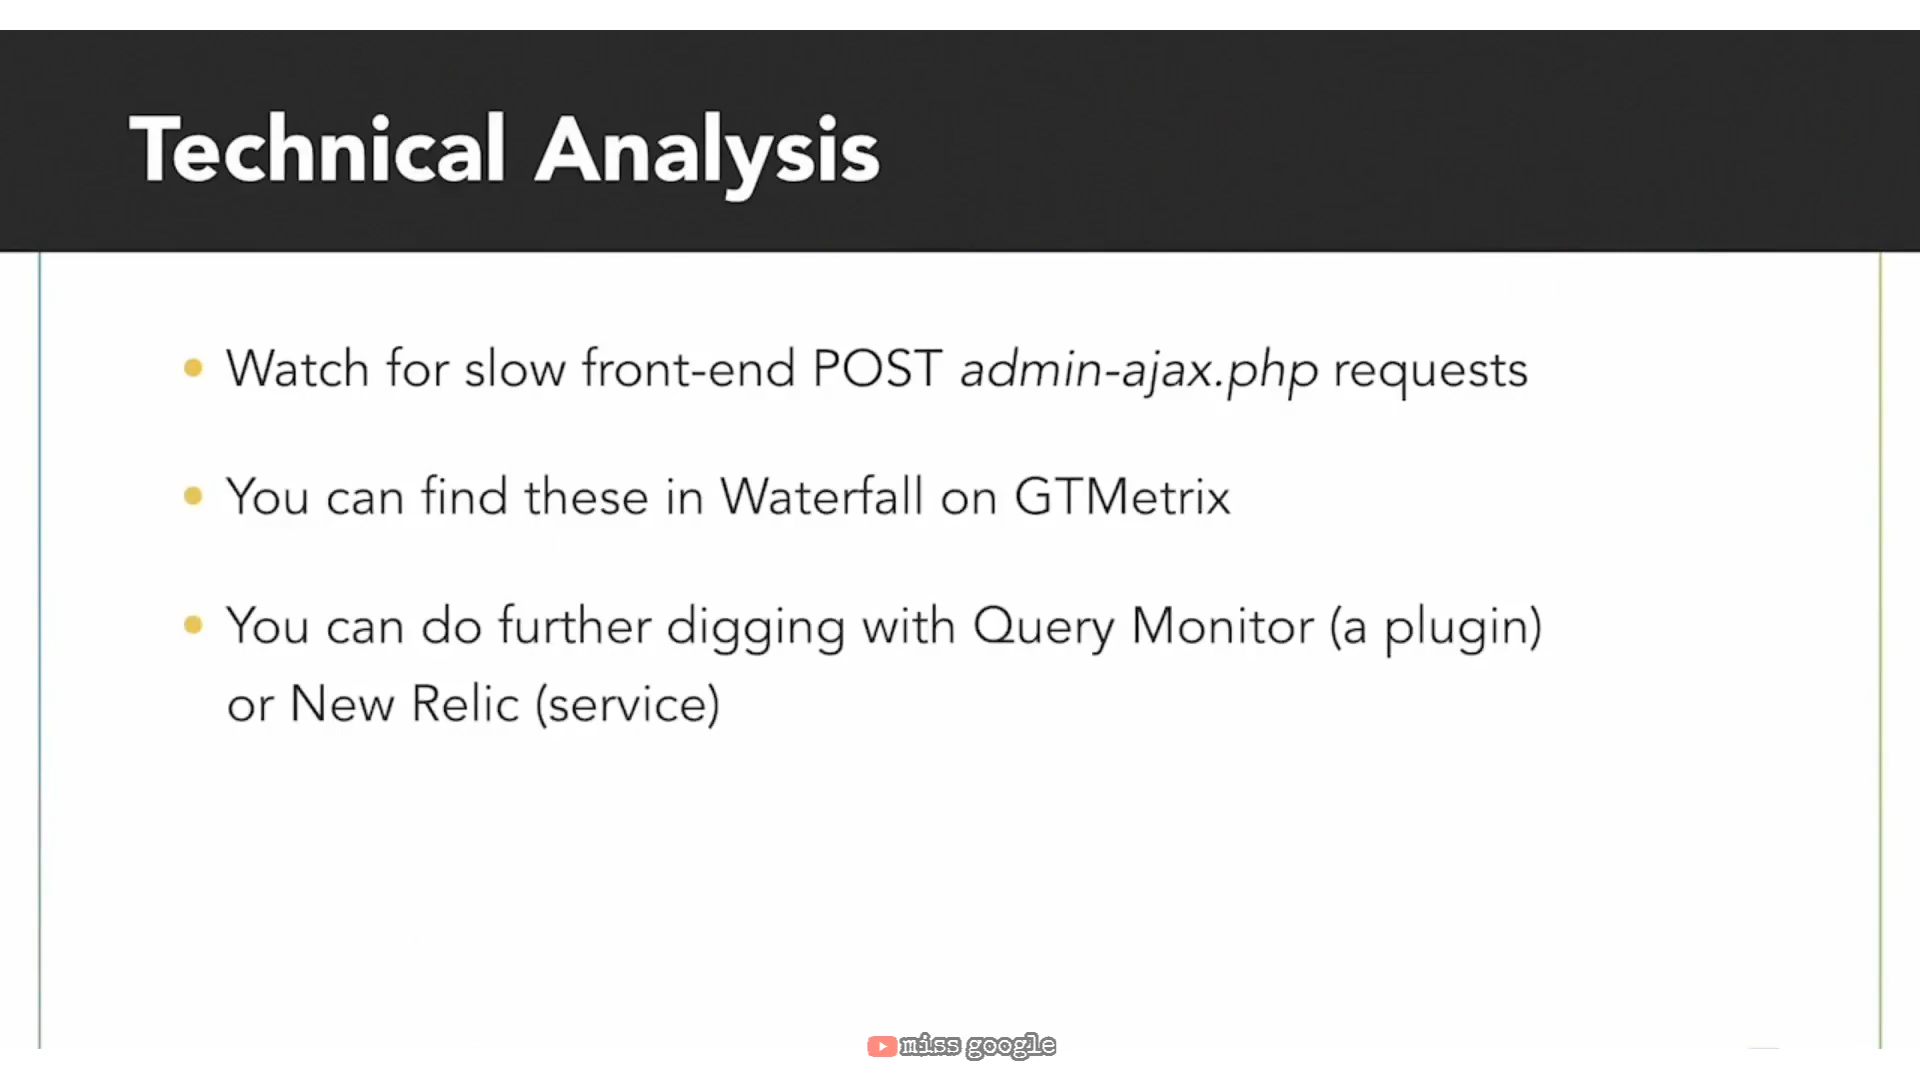 Technical Analysis
• Watch for slow front-end POST admin-ajax.php requests
• You can find these in Waterfall on GTMetrix
• You can do further digging with Query Monitor (a plugin)
or New Relic (service)
miss google